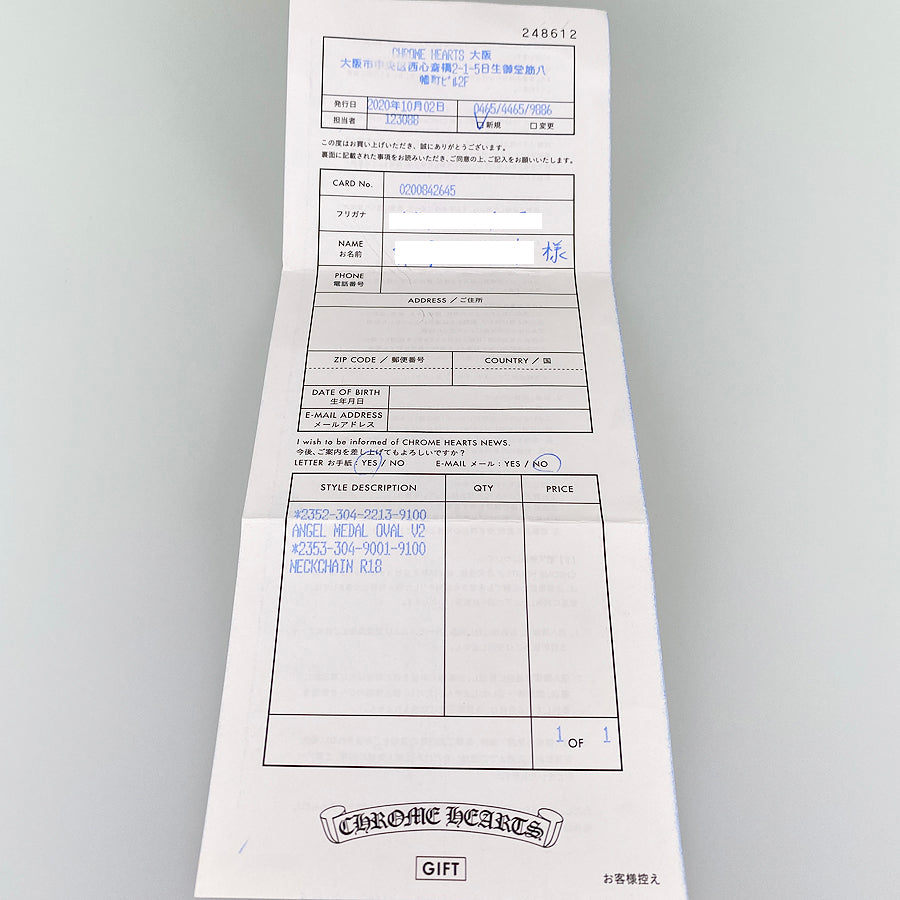 248612
CHROME HEARTS 大阪
大阪市中央区西心斎橋2-1-5日生御堂筋八
幡町ビル2F
発行日 2020年10月02日 0465/4465/9886
担当者 123088 □新規 □変更
この度はお買い上げいただき、誠にありがとうございます。
裏面に記載された事項をお読みいただき、ご同意の上、ご記入をお願いいたします。
CARD No. 0200842645
フリガナ
NAME
お名前 様
PHONE
電話番号
ADDRESS / ご住所
ZIP CODE / 郵便番号 COUNTRY / 国
DATE OF BIRTH
生年月日
E-MAIL ADDRESS
メールアドレス
I wish to be informed of CHROME HEARTS NEWS.
今後、ご案内を差し上げてもよろしいですか?
LETTER お手紙 : YES / NO E-MAIL メール : YES / NO
STYLE DESCRIPTION QTY PRICE
*2352-304-2213-9100
ANGEL MEDAL OVAL V2
*2353-304-9001-9100
NECKCHAIN R18
1 OF 1
CHROME HEARTS
GIFT
お客様控え